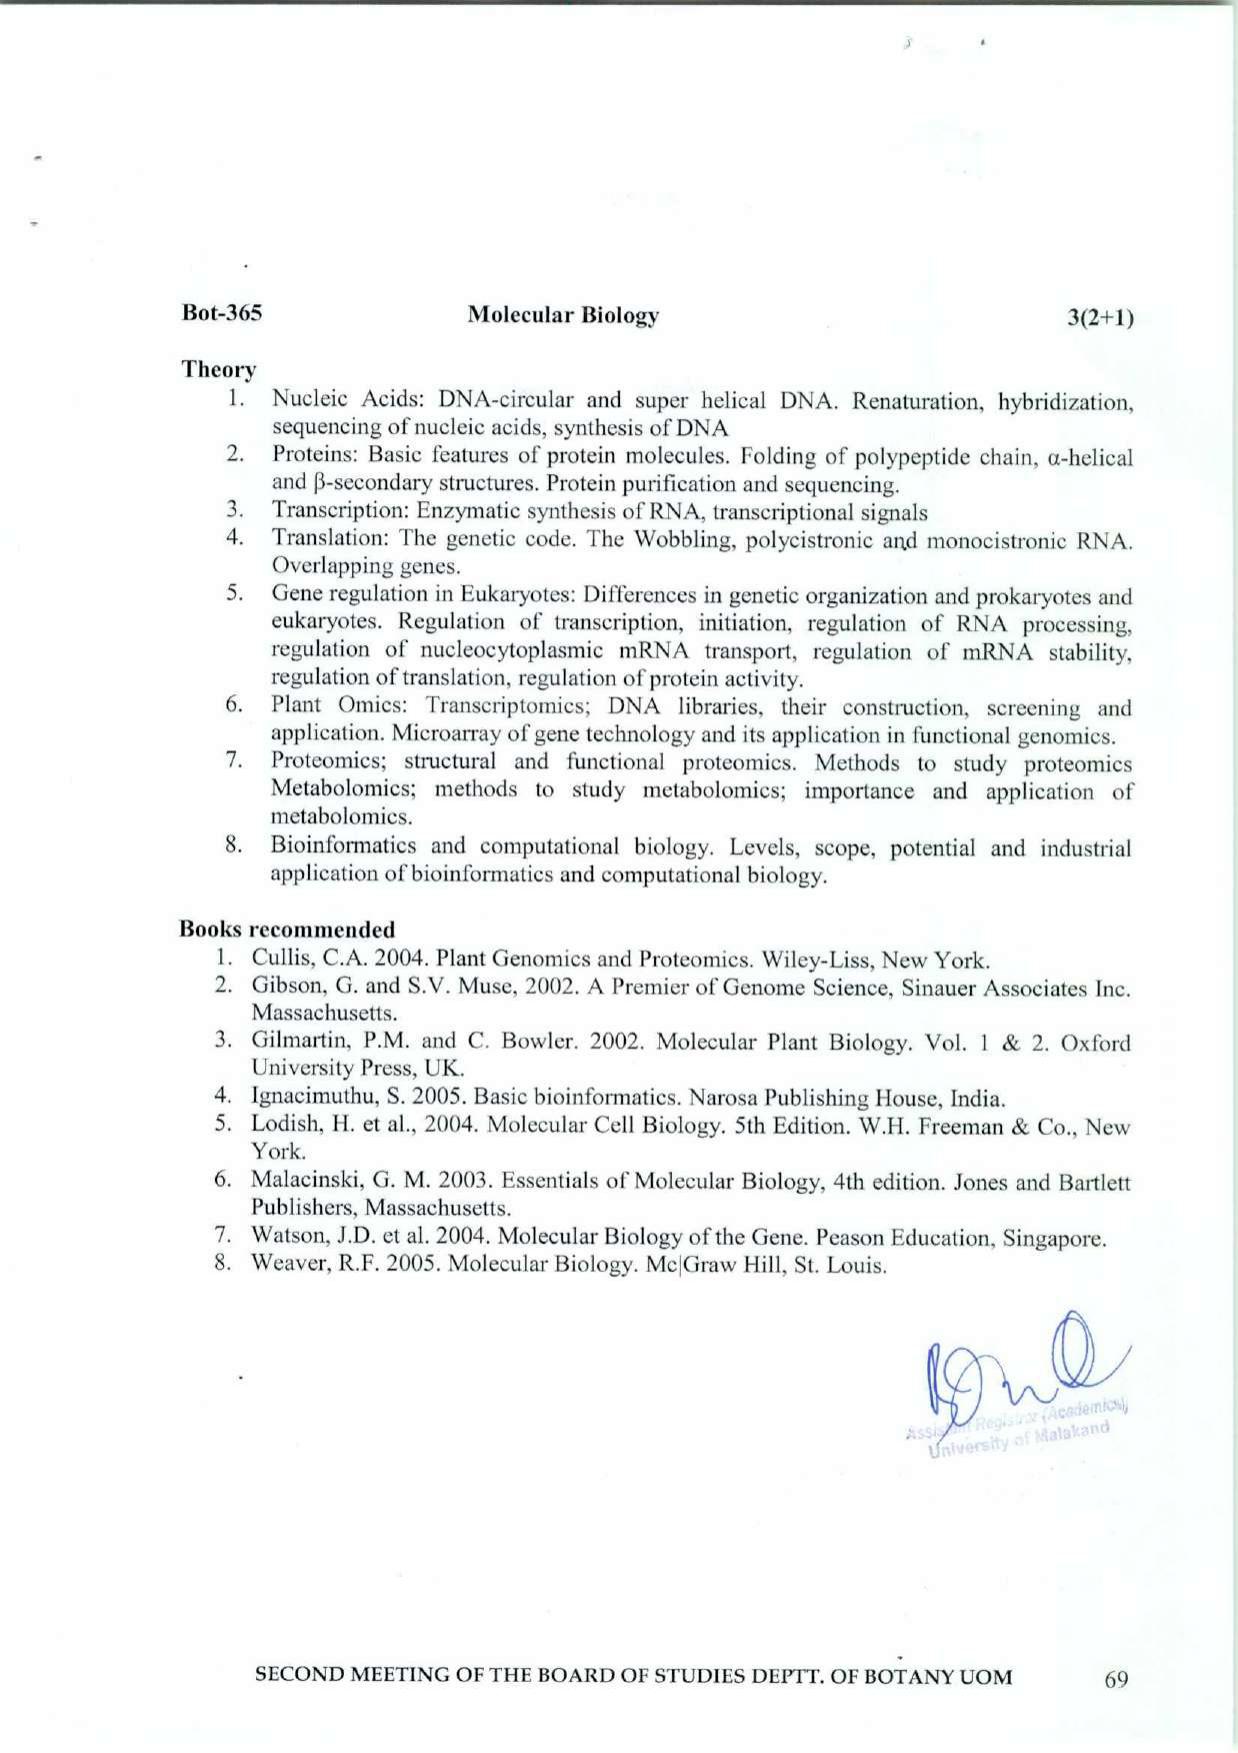 Bot-365 Molecular Biology 3(2+1)
Theory
1. Nucleic Acids: DNA-circular and super helical DNA. Renaturation, hybridization,
sequencing of nucleic acids, synthesis of DNA
2. Proteins: Basic features of protein molecules. Folding of polypeptide chain, α-helical
and β-secondary structures. Protein purification and sequencing.
3. Transcription: Enzymatic synthesis of RNA, transcriptional signals
4. Translation: The genetic code. The Wobbling, polycistronic and monocistronic RNA.
Overlapping genes.
5. Gene regulation in Eukaryotes: Differences in genetic organization and prokaryotes and
eukaryotes. Regulation of transcription, initiation, regulation of RNA processing,
regulation of nucleocytoplasmic mRNA transport, regulation of mRNA stability,
regulation of translation, regulation of protein activity.
6. Plant Omics: Transcriptomics; DNA libraries, their construction, screening and
application. Microarray of gene technology and its application in functional genomics.
7. Proteomics; structural and functional proteomics. Methods to study proteomics
Metabolomics; methods to study metabolomics; importance and application of
metabolomics.
8. Bioinformatics and computational biology. Levels, scope, potential and industrial
application of bioinformatics and computational biology.
Books recommended
1. Cullis, C.A. 2004. Plant Genomics and Proteomics. Wiley-Liss, New York.
2. Gibson, G. and S.V. Muse, 2002. A Premier of Genome Science, Sinauer Associates Inc.
Massachusetts.
3. Gilmartin, P.M. and C. Bowler. 2002. Molecular Plant Biology. Vol. 1 & 2. Oxford
University Press, UK.
4. Ignacimuthu, S. 2005. Basic bioinformatics. Narosa Publishing House, India.
5. Lodish, H. et al., 2004. Molecular Cell Biology. 5th Edition. W.H. Freeman & Co., New
York.
6. Malacinski, G. M. 2003. Essentials of Molecular Biology, 4th edition. Jones and Bartlett
Publishers, Massachusetts.
7. Watson, J.D. et al. 2004. Molecular Biology of the Gene. Peason Education, Singapore.
8. Weaver, R.F. 2005. Molecular Biology. Mc|Graw Hill, St. Louis.
Assistant Registrar (Academics),
University of Malakand
SECOND MEETING OF THE BOARD OF STUDIES DEPTT. OF BOTANY UOM 69